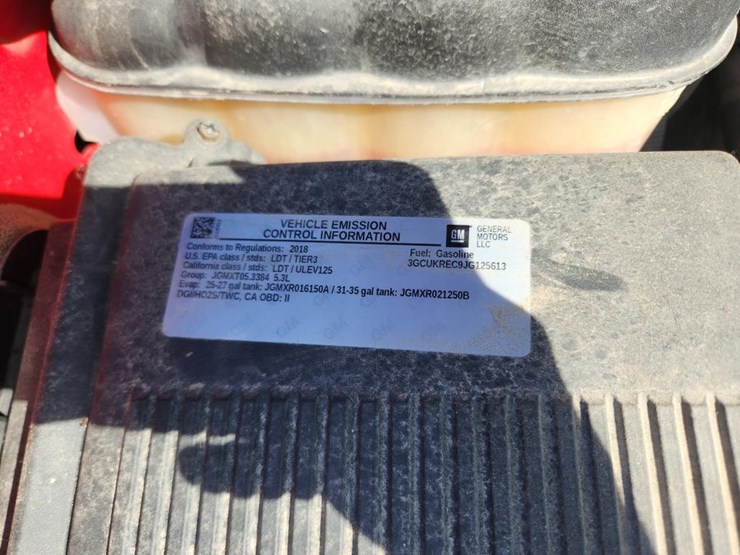 VEHICLE EMISSION
CONTROL INFORMATION
GM
GENERAL
MOTORS
LLC
Conforms to Regulations: 2018
Fuel: Gasoline
U.S. EPA class / stds: LDT / TIER3
3GCUKREC9JG125613
California class / stds: LDT / ULEV125
Group: JGMXT05.3384 5.3L
Evap: 25-27 gal tank: JGMXR016150A / 31-35 gal tank: JGMXR021250B
DGI/HO2S/TWC, CA OBD: II